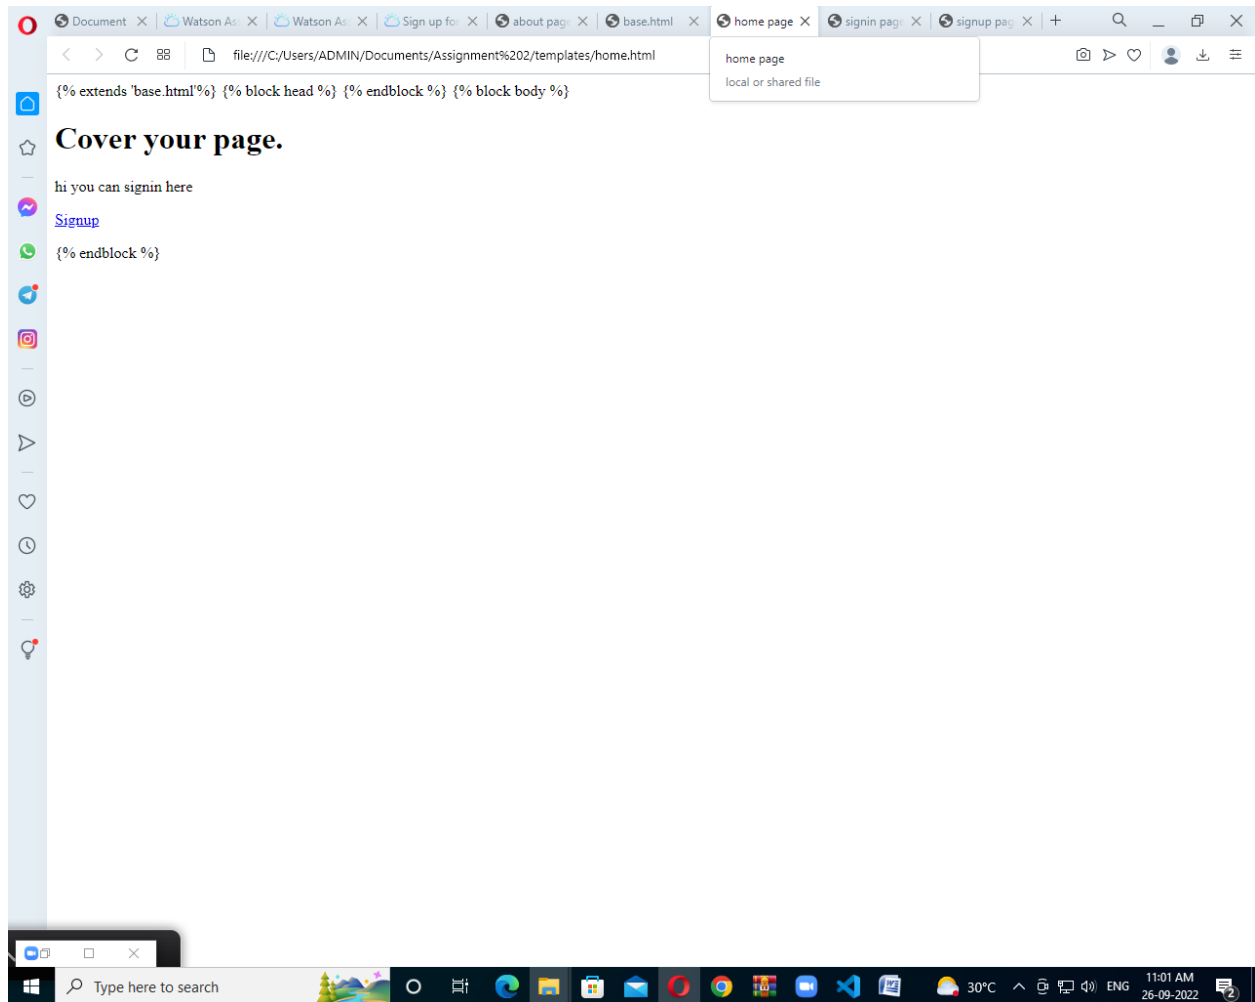 Document
Watson As
Watson As
Sign up for
about page
base.html
home page
signin page
signup pag
file:///C:/Users/ADMIN/Documents/Assignment%202/templates/home.html
home page
local or shared file
{% extends 'base.html'%} {% block head %} {% endblock %} {% block body %}
Cover your page.
hi you can signin here
Signup
{% endblock %}
Type here to search
30°C
ENG
11:01 AM
26-09-2022
2